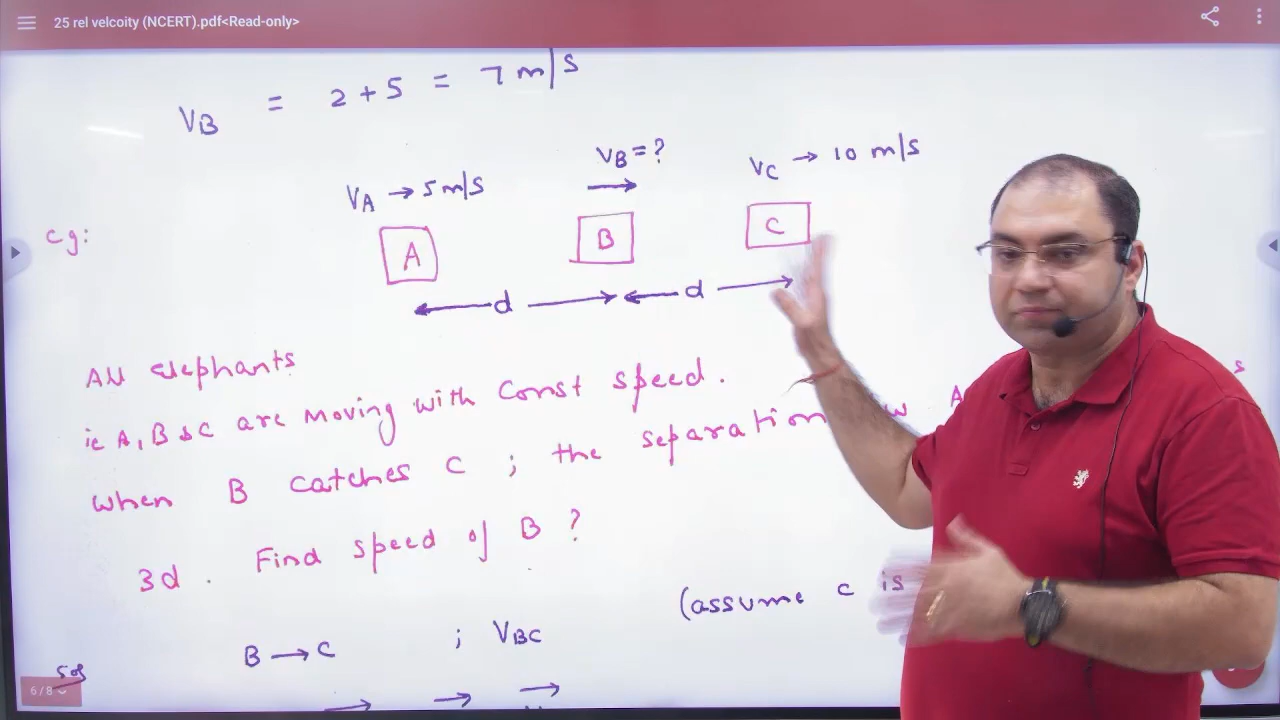 25 rel velcoity (NCERT).pdf<Read-only>
VB = 2 + 5 = 7 m/s
VB = ?
VA → 5 m/s
VC → 10 m/s
eg:
A
B
C
d
d
All elephants
ie A, B & C are moving with const speed.
when B catches C ; the separation
3d . Find speed of B ?
(assume c is
B → C ; VBC
Sol
6 / 8